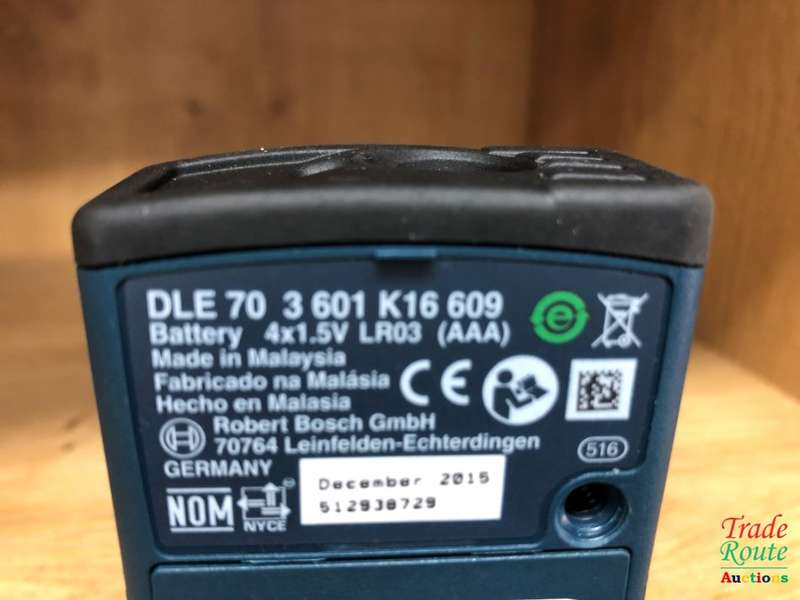 DLE 70 3 601 K16 609
Battery 4x1.5V LR03 (AAA)
Made in Malaysia
Fabricado na Malásia
Hecho en Malasia
CE
Robert Bosch GmbH
70764 Leinfelden-Echterdingen
GERMANY
516
December 2015
512938729
NOM
NYCE
Trade
Route
Auctions